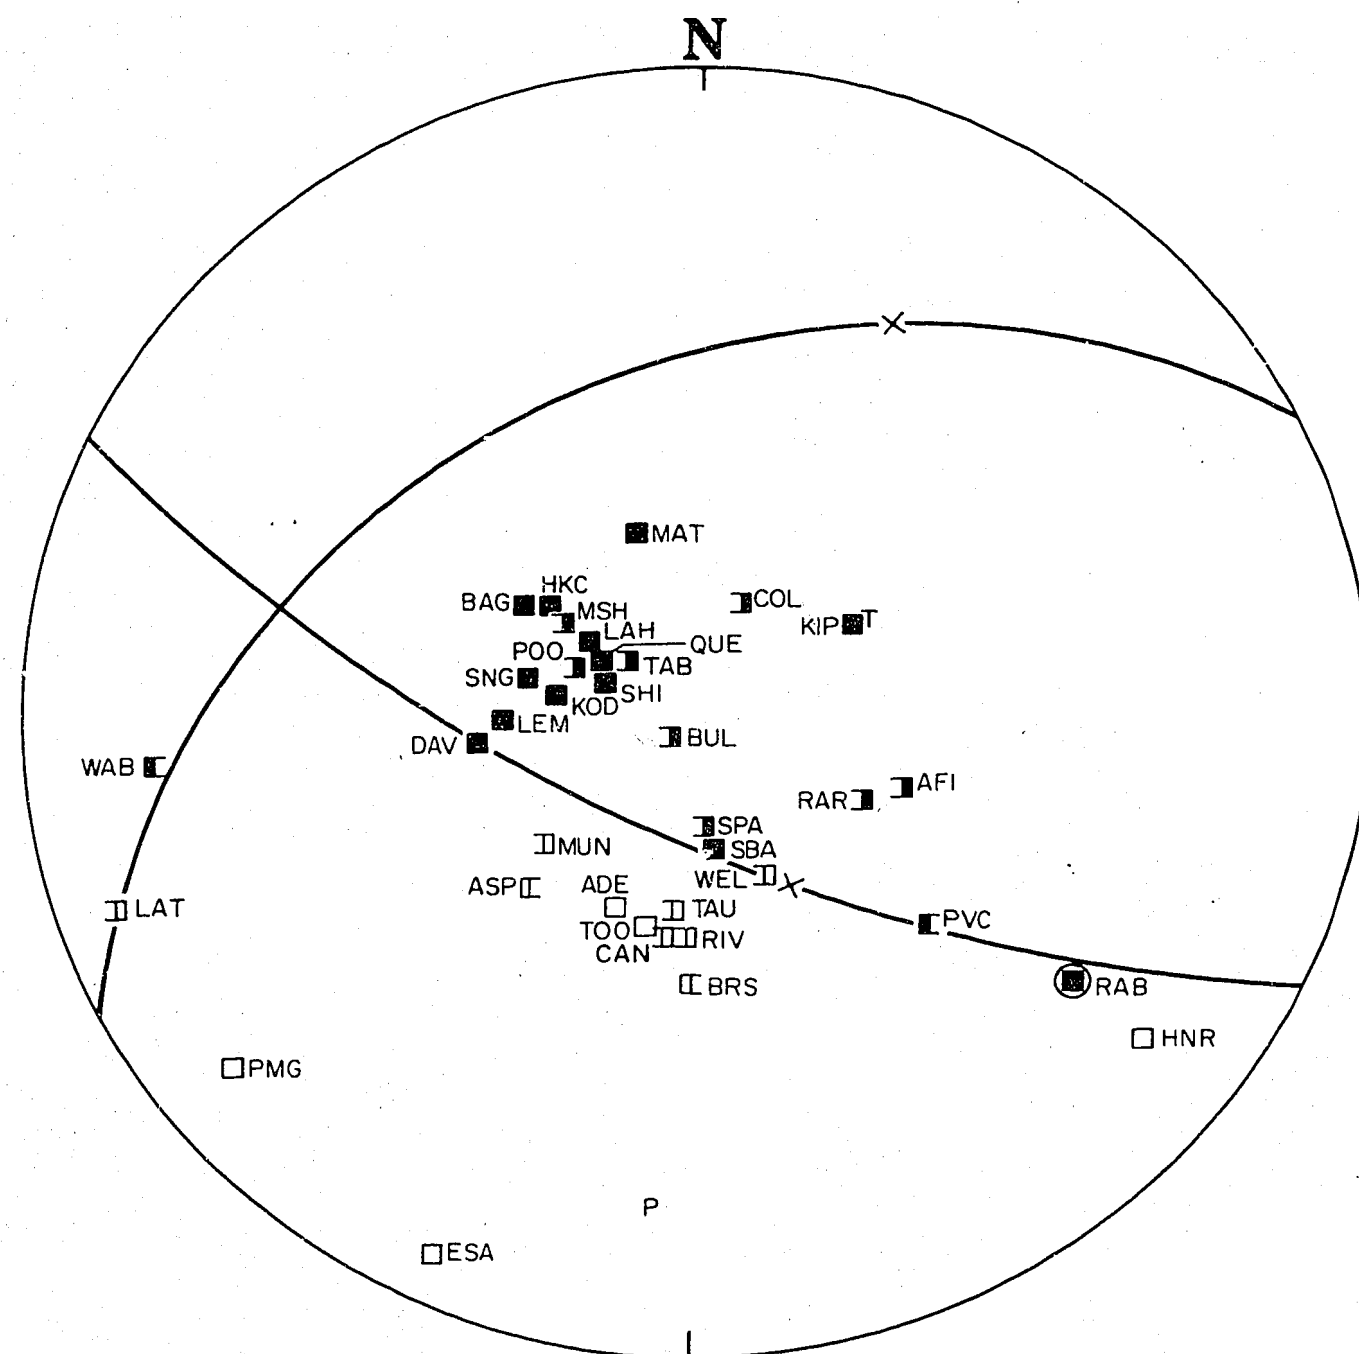 N
MAT
HKC
BAG
MSH
COL
T
KIP
LAH
QUE
POO
TAB
SNG
SHI
KOD
LEM
BUL
DAV
WAB
AFI
RAR
SPA
MUN
SBA
WEL
ASP
ADE
LAT
TAU
PVC
TOO
RIV
CAN
BRS
RAB
HNR
PMG
P
ESA